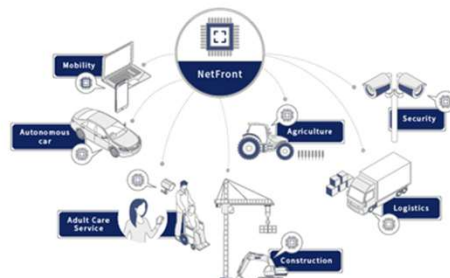 NetFront
Mobility
Autonomous
car
Agriculture
Security
Adult Care
Service
Logistics
Construction